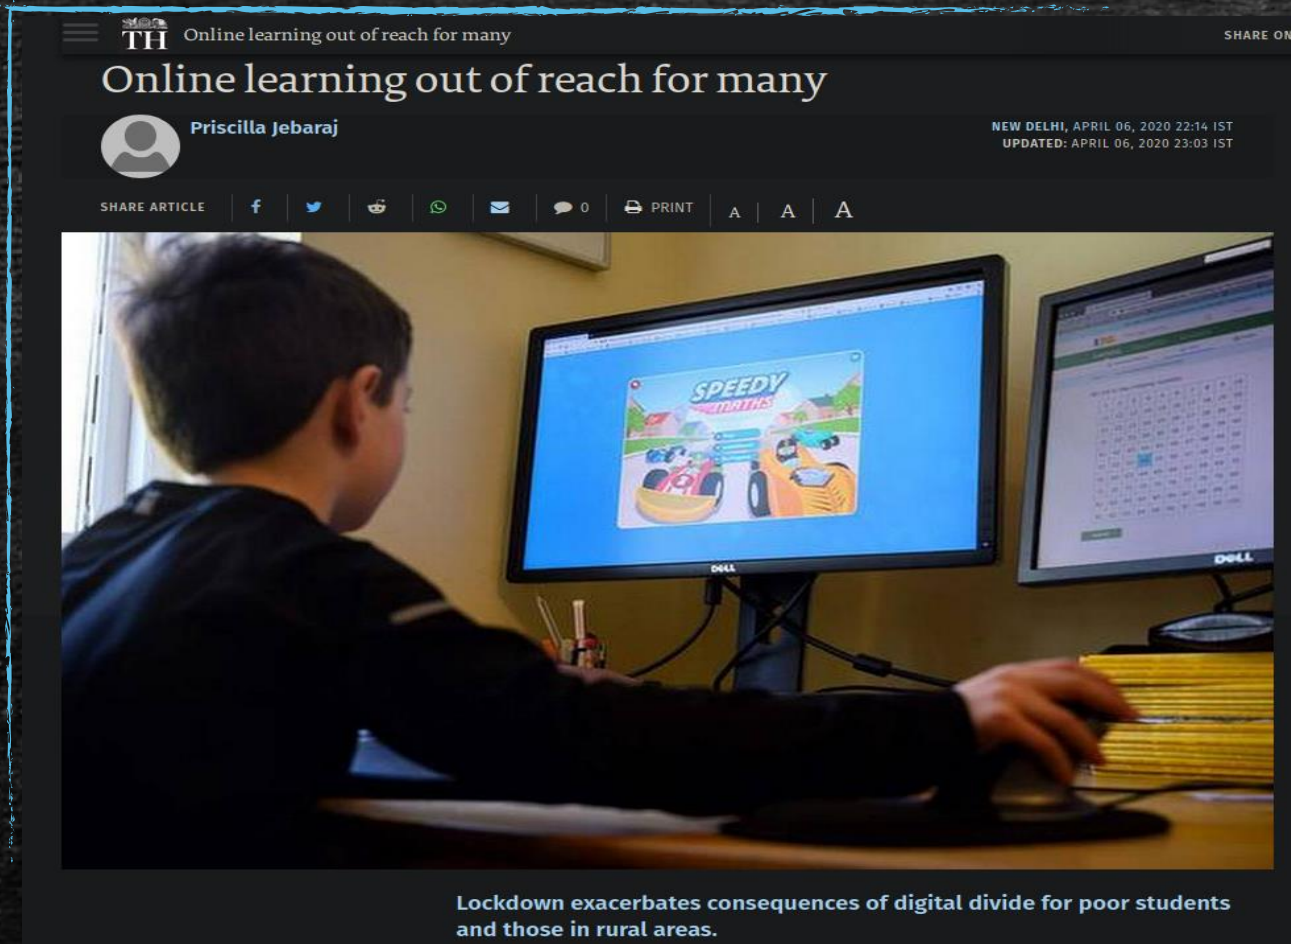 TH Online learning out of reach for many SHARE ON
Online learning out of reach for many
Priscilla Jebaraj
NEW DELHI, APRIL 06, 2020 22:14 IST
UPDATED: APRIL 06, 2020 23:03 IST
SHARE ARTICLE 0 PRINT A A A
SPEEDY
MATHS
DELL
DELL
Lockdown exacerbates consequences of digital divide for poor students
and those in rural areas.